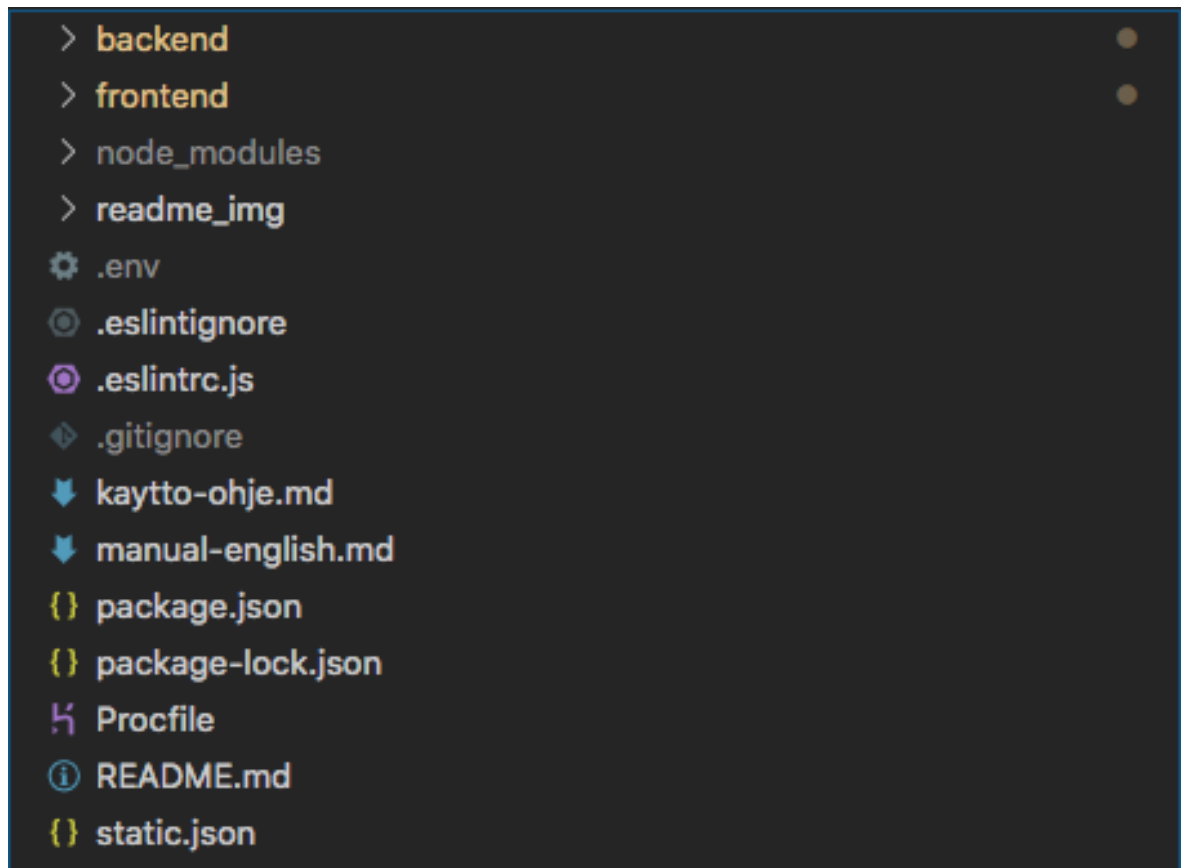 backend
frontend
node_modules
readme_img
.env
.eslintignore
.eslintrc.js
.gitignore
kaytto-ohje.md
manual-english.md
{} package.json
{} package-lock.json
Procfile
README.md
{} static.json